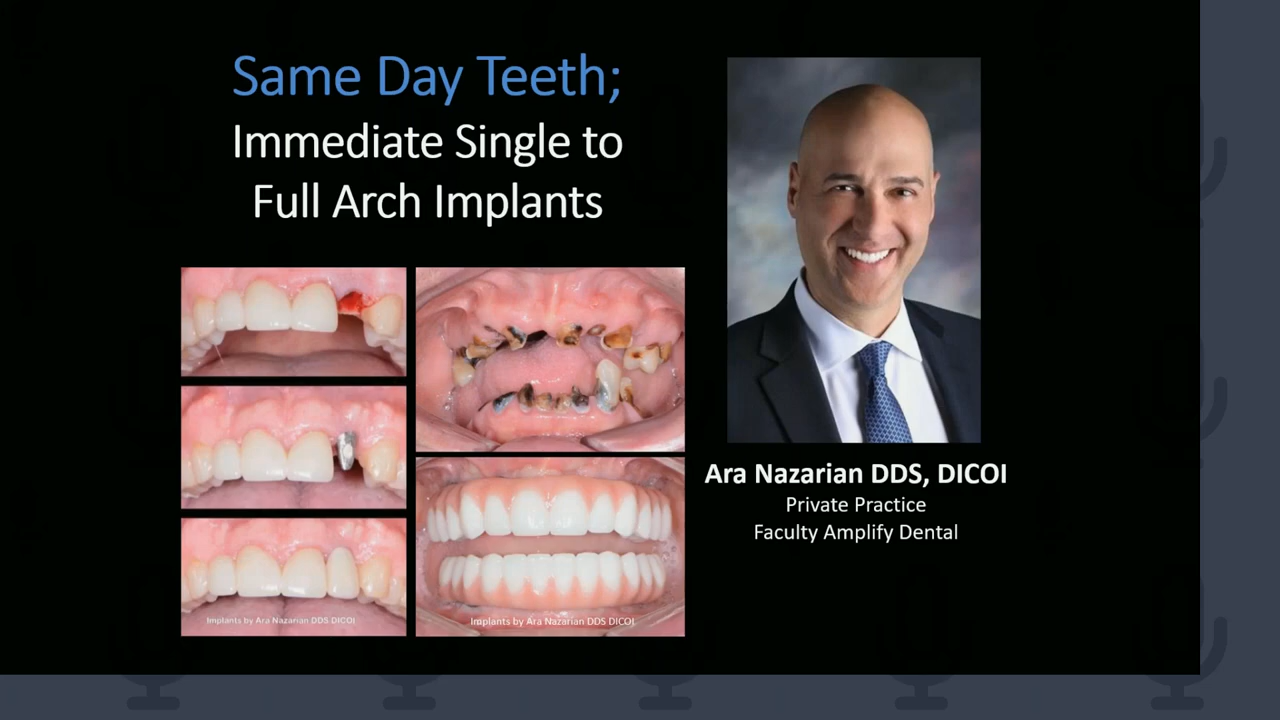 Same Day Teeth;
Immediate Single to
Full Arch Implants
Implants by Ara Nazarian DDS DICOI
Implants by Ara Nazarian DDS DICOI
Ara Nazarian DDS, DICOI
Private Practice
Faculty Amplify Dental